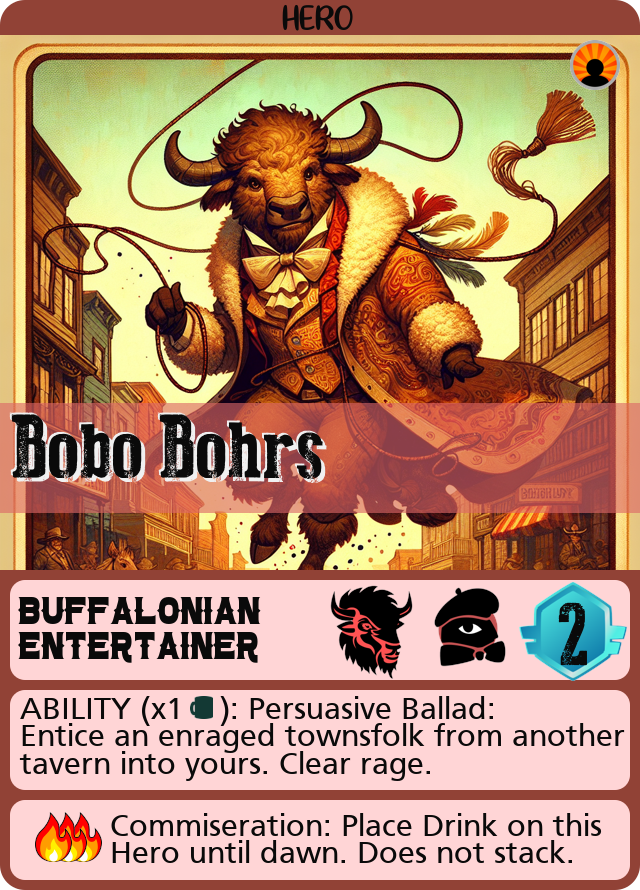 HERO
Bobo Bohrs
BUFFALONIAN
ENTERTAINER
2
ABILITY (x1 ): Persuasive Ballad:
Entice an enraged townsfolk from another
tavern into yours. Clear rage.
Commiseration: Place Drink on this
Hero until dawn. Does not stack.